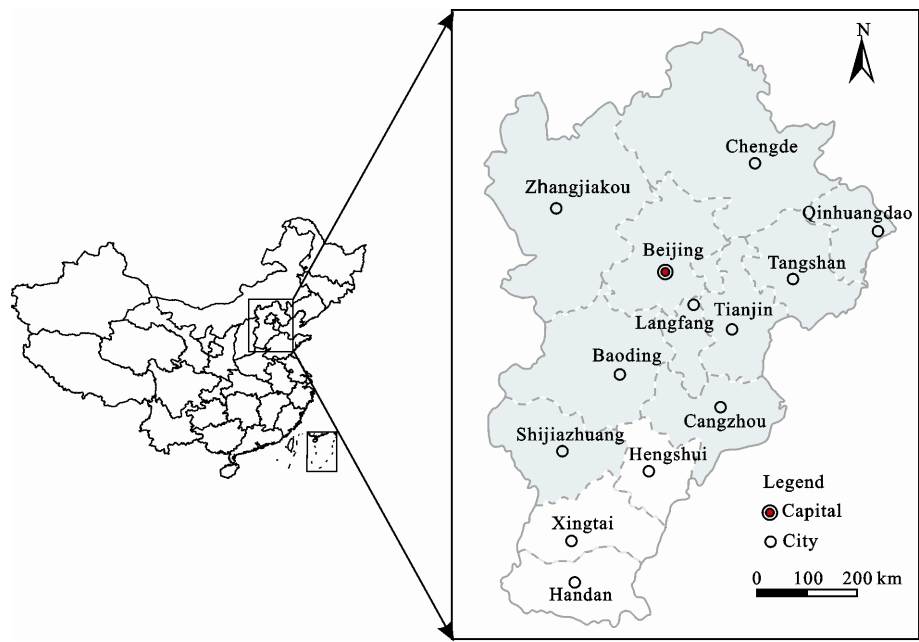 N
Chengde
Zhangjiakou
Qinhuangdao
Beijing
Tangshan
Langfang
Tianjin
Baoding
Cangzhou
Shijiazhuang
Hengshui
Legend
Capital
Xingtai
City
Handan
0 100 200 km